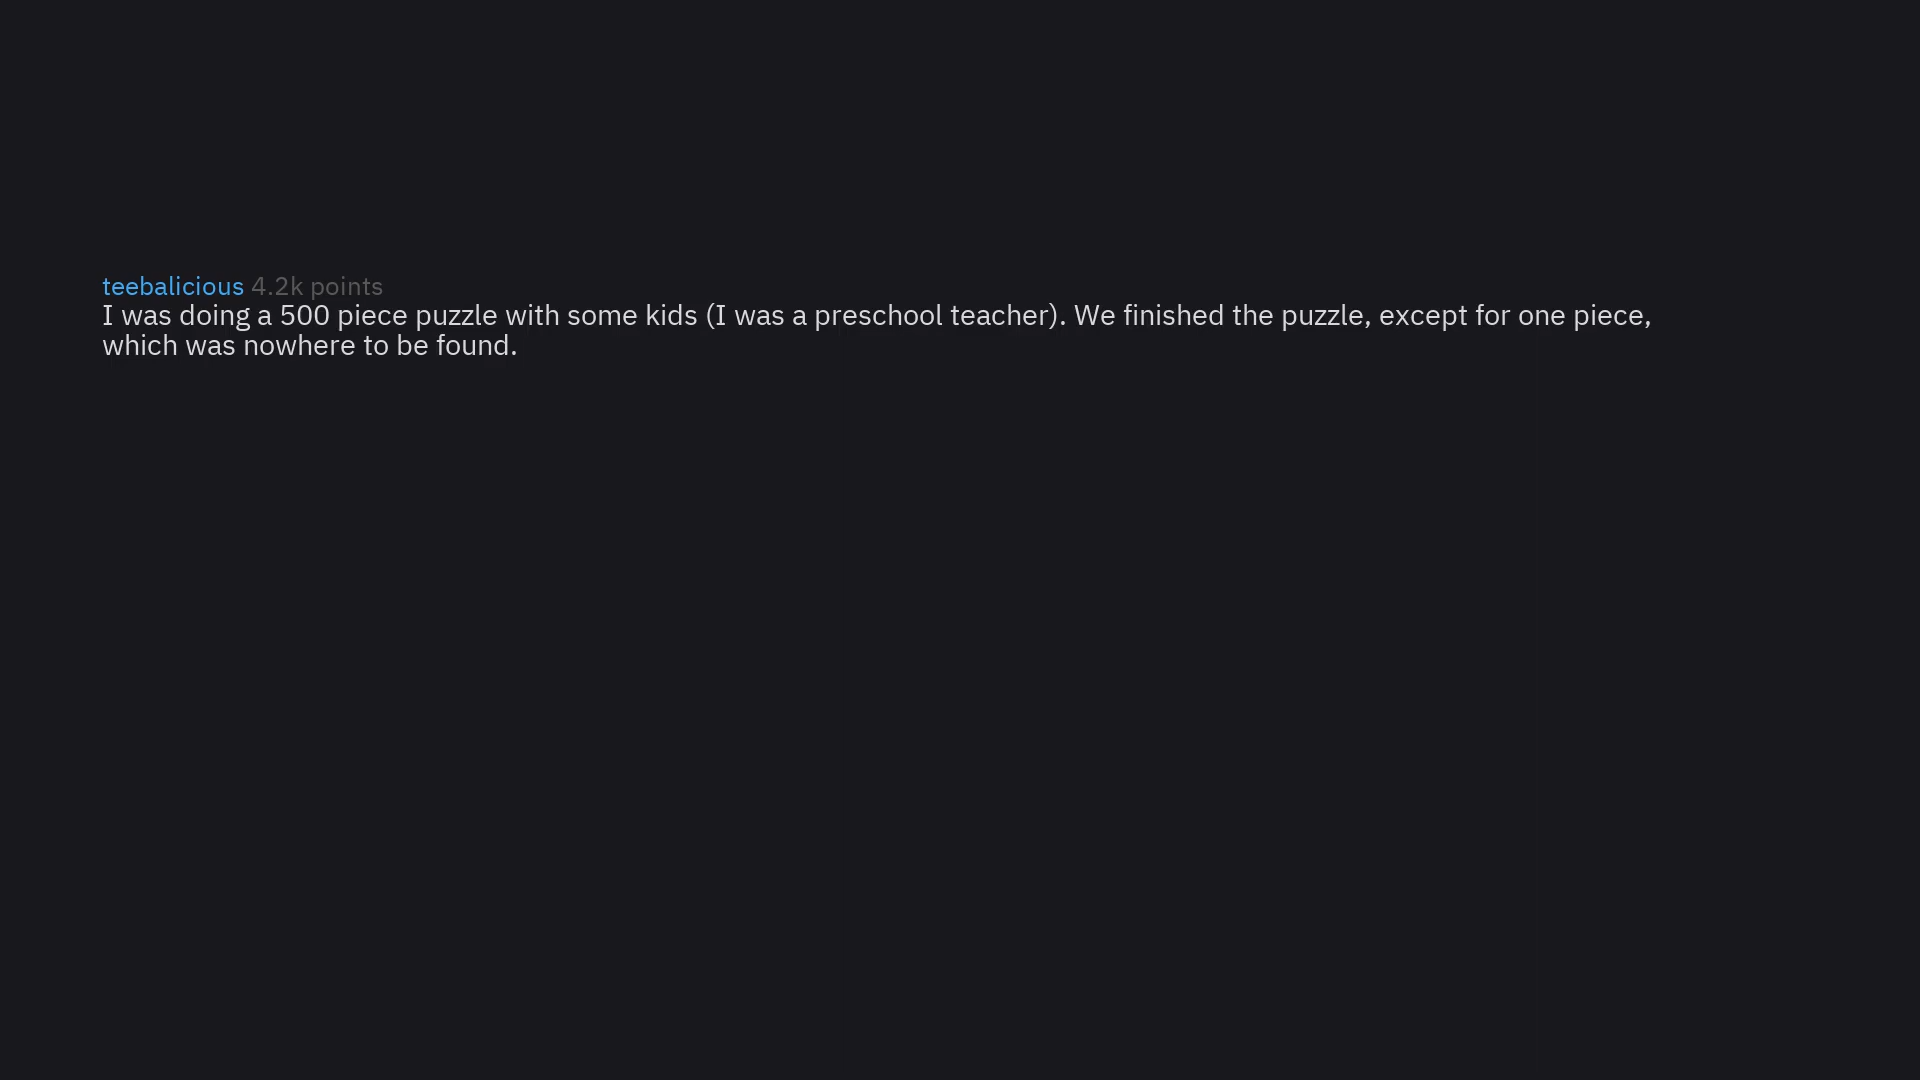 teebalicious 4.2k points
I was doing a 500 piece puzzle with some kids (I was a preschool teacher). We finished the puzzle, except for one piece,
which was nowhere to be found.